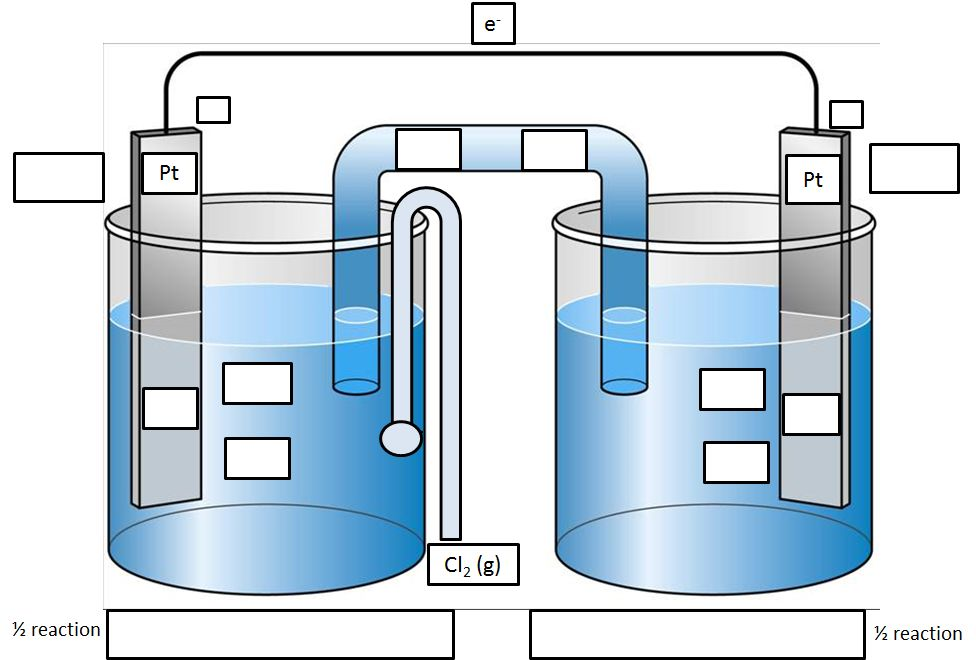 e⁻
Pt
Pt
Cl₂ (g)
½ reaction
½ reaction